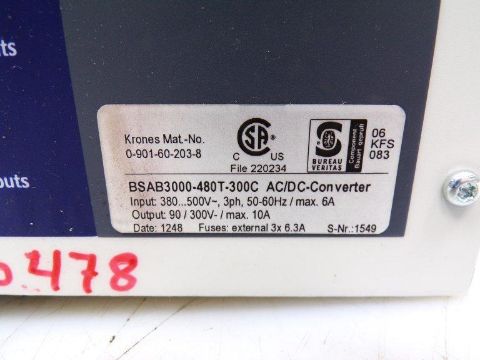 ts
outs
Krones Mat.-No.
0-901-60-203-8
C US
File 220234
BUREAU
VERITAS
Bauart geprüft
06
KFS
083
BSAB3000-480T-300C AC/DC-Converter
Input: 380...500V~, 3ph, 50-60Hz / max. 6A
Output: 90 / 300V- / max. 10A
Date: 1248 Fuses: external 3x 6.3A S-Nr.:1549
478